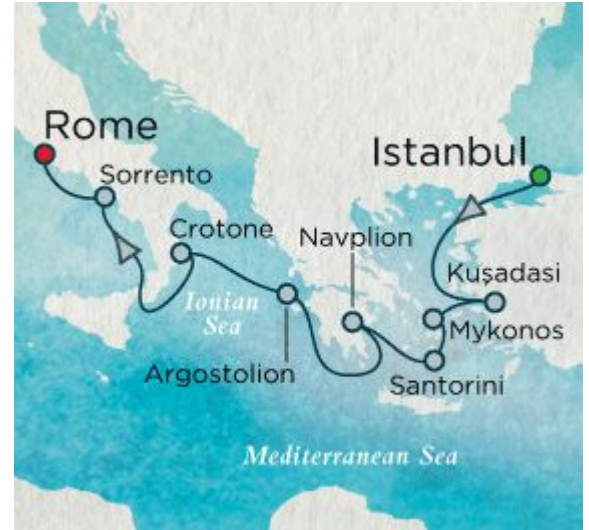 Rome
Istanbul
Sorrento
Crotone
Navplion
Kuşadasi
Ionian
Sea
Mykonos
Argostolion
Santorini
Mediterranean Sea